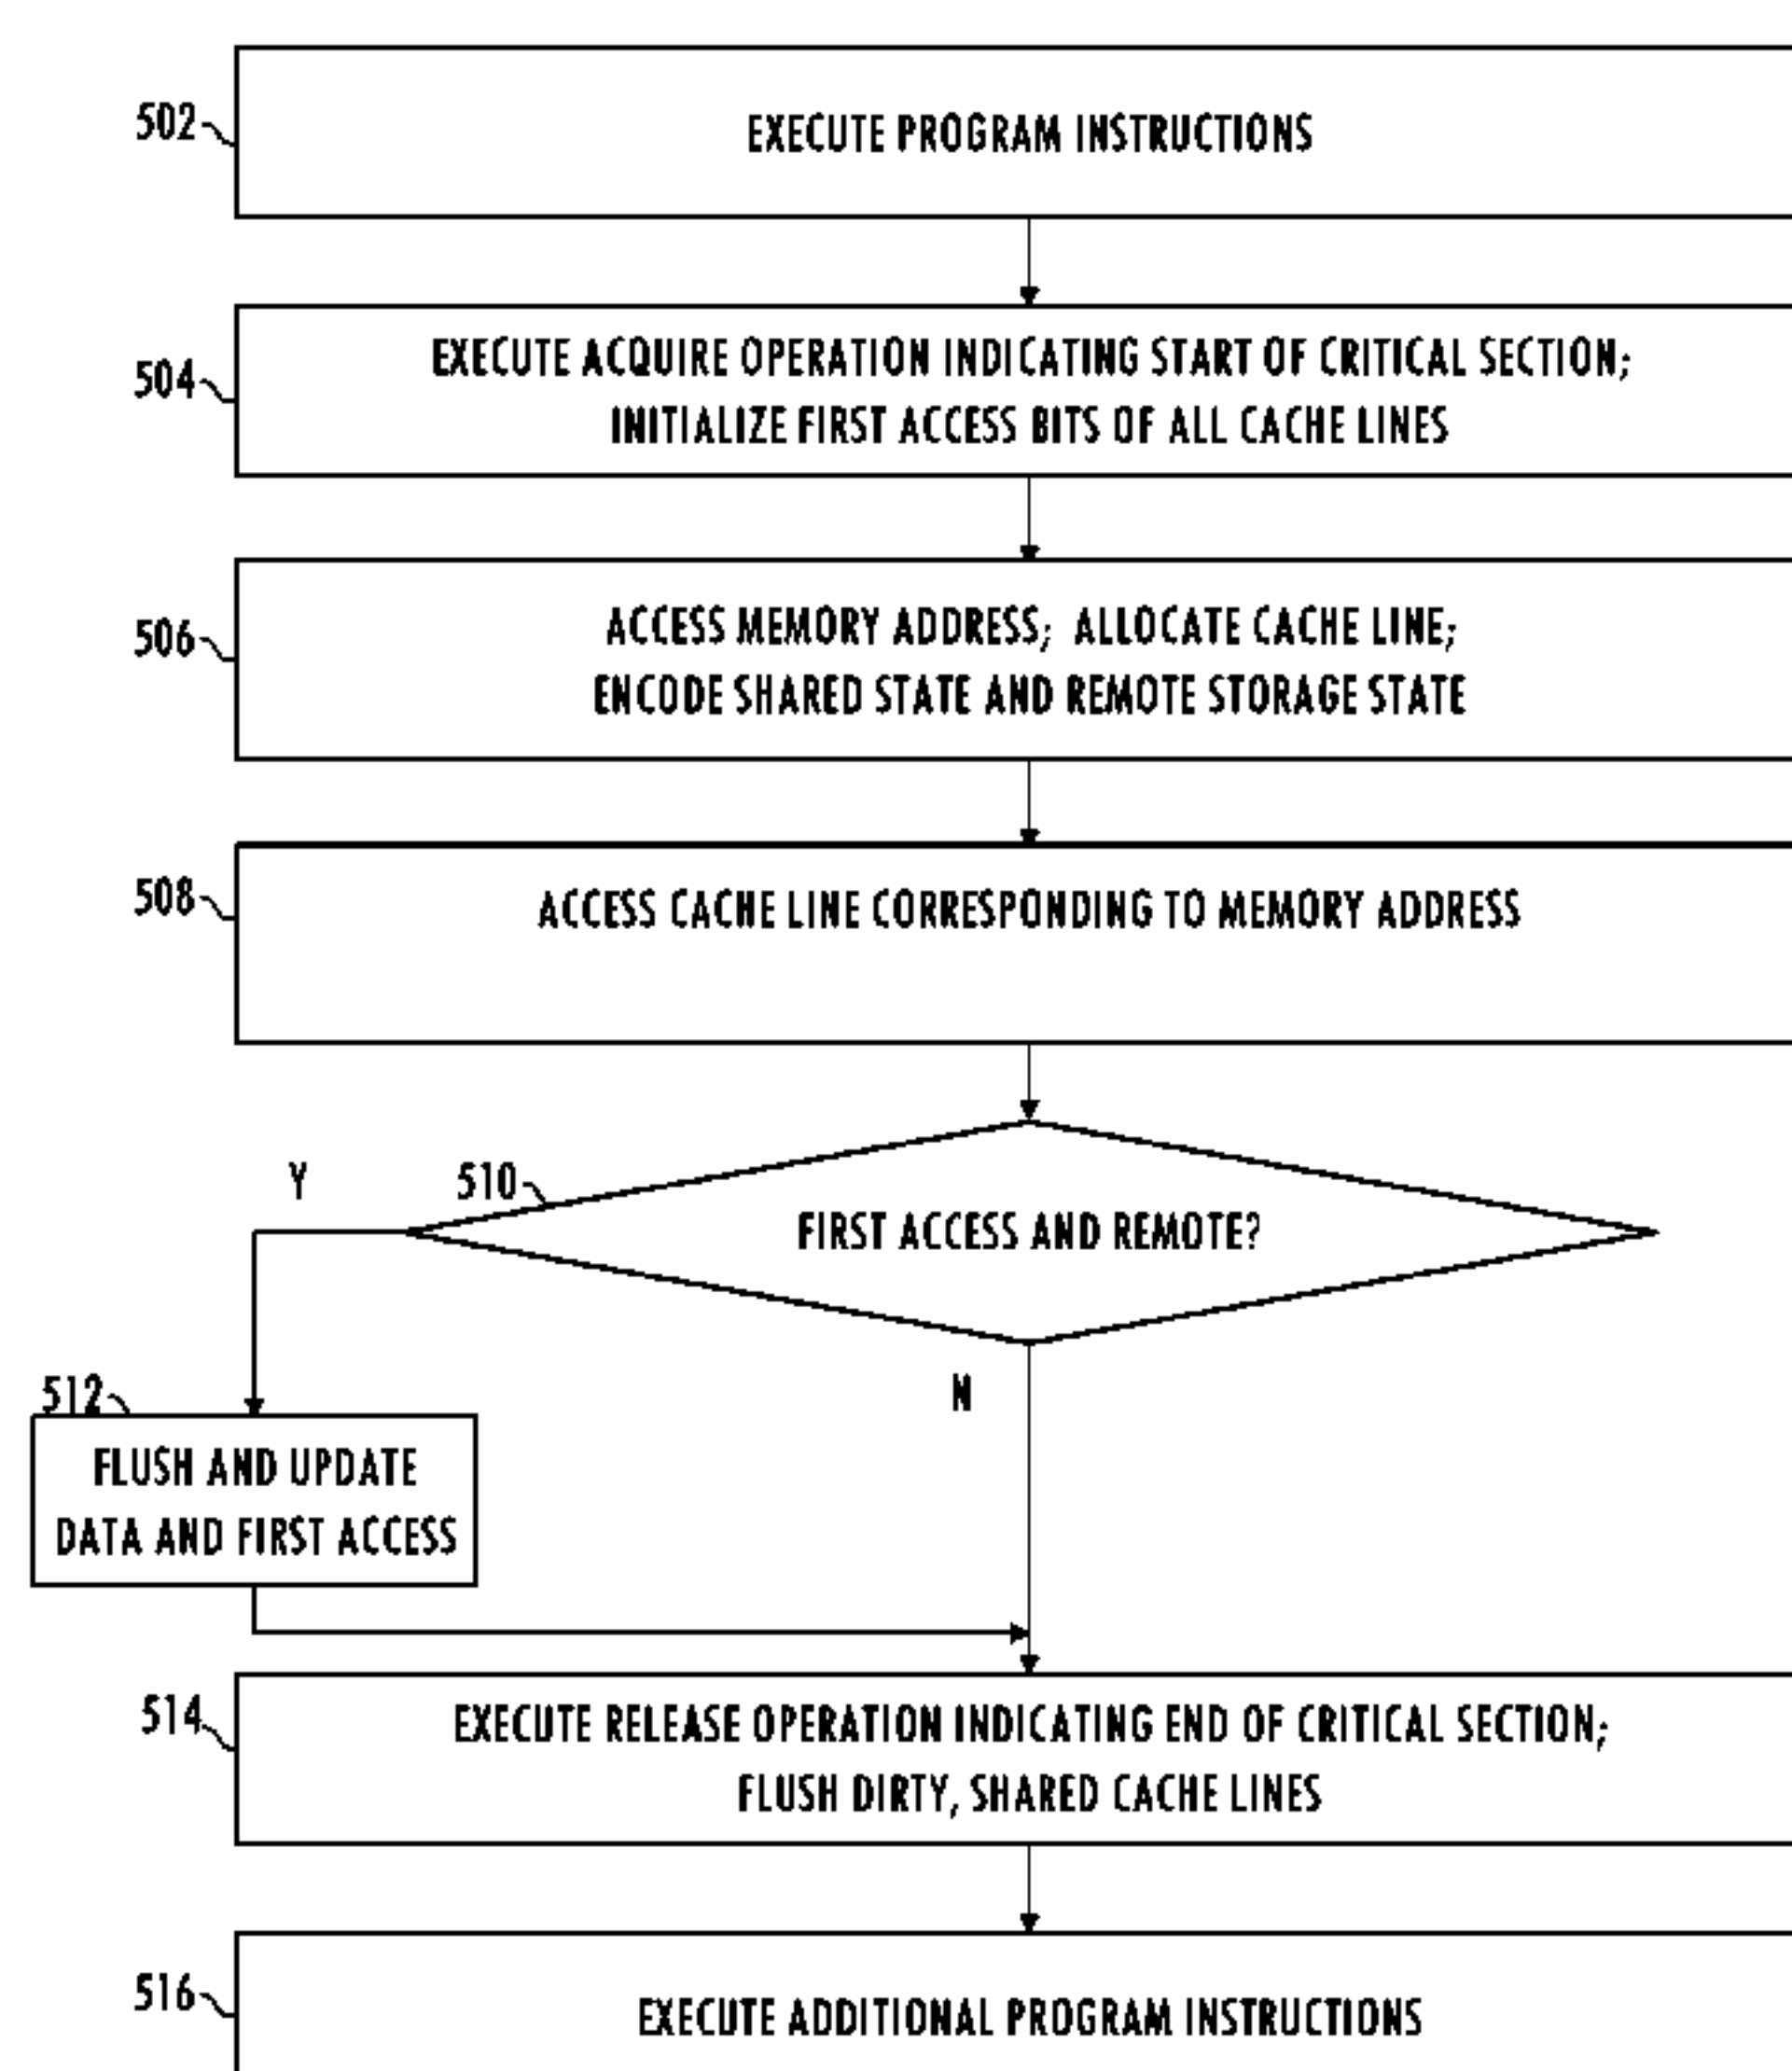 502
EXECUTE PROGRAM INSTRUCTIONS
504
EXECUTE ACQUIRE OPERATION INDICATING START OF CRITICAL SECTION;
INITIALIZE FIRST ACCESS BITS OF ALL CACHE LINES
506
ACCESS MEMORY ADDRESS; ALLOCATE CACHE LINE;
ENCODE SHARED STATE AND REMOTE STORAGE STATE
508
ACCESS CACHE LINE CORRESPONDING TO MEMORY ADDRESS
Y
510
FIRST ACCESS AND REMOTE?
N
512
FLUSH AND UPDATE
DATA AND FIRST ACCESS
514
EXECUTE RELEASE OPERATION INDICATING END OF CRITICAL SECTION;
FLUSH DIRTY, SHARED CACHE LINES
516
EXECUTE ADDITIONAL PROGRAM INSTRUCTIONS